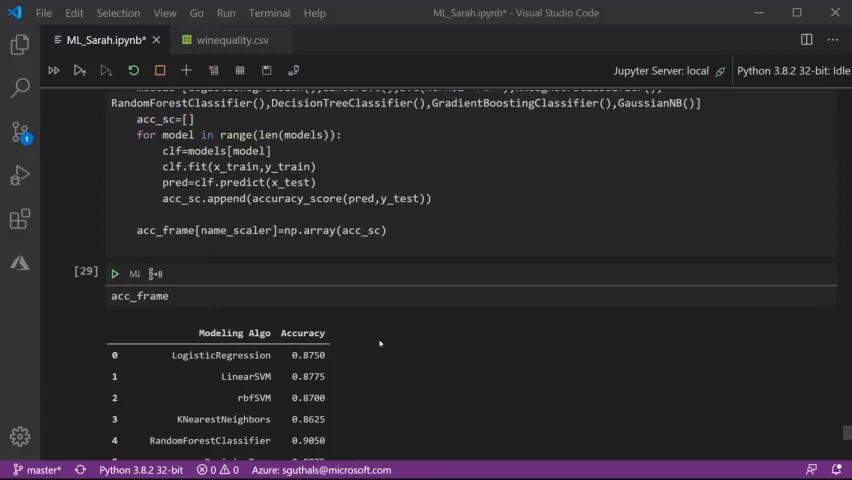 File Edit Selection View Go Run Terminal Help ML_Sarah.ipynb* - Visual Studio Code
ML_Sarah.ipynb* winequality.csv
Jupyter Server: local Python 3.8.2 32-bit: Idle
RandomForestClassifier(),DecisionTreeClassifier(),GradientBoostingClassifier(),GaussianNB()]
acc_sc=[]
for model in range(len(models)):
clf=models[model]
clf.fit(x_train,y_train)
pred=clf.predict(x_test)
acc_sc.append(accuracy_score(pred,y_test))
acc_frame[name_scaler]=np.array(acc_sc)
[29] M↓
acc_frame
Modeling Algo Accuracy
0 LogisticRegression 0.8750
1 LinearSVM 0.8775
2 rbfSVM 0.8700
3 KNearestNeighbors 0.8625
4 RandomForestClassifier 0.9050
1
master* Python 3.8.2 32-bit 0 0 Azure: sguthals@microsoft.com